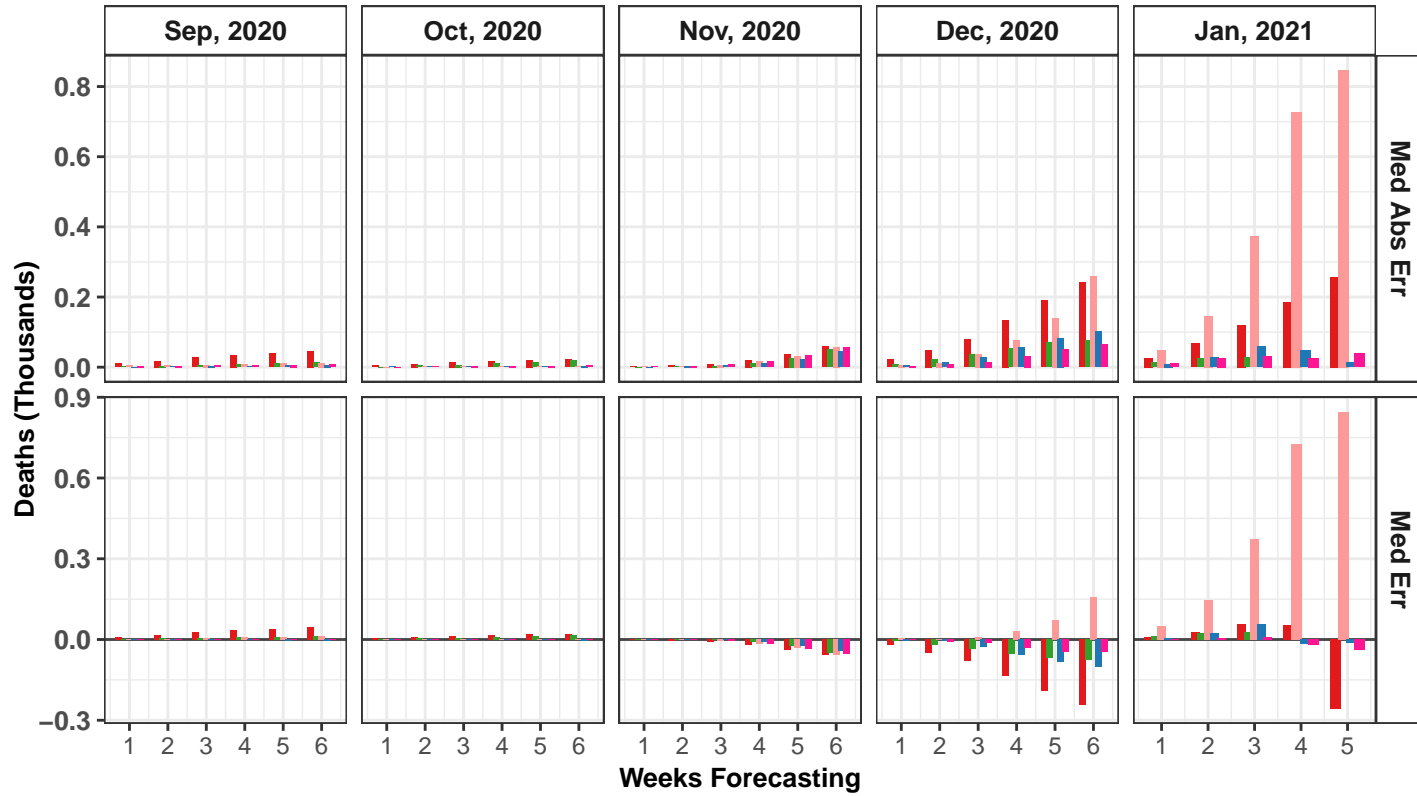 Sep, 2020 Oct, 2020 Nov, 2020 Dec, 2020 Jan, 2021
0.8
0.6
0.4
0.2
0.0
Med Abs Err
Deaths (Thousands)
0.9
0.6
0.3
0.0
−0.3
Med Err
1 2 3 4 5 6 1 2 3 4 5 6 1 2 3 4 5 6 1 2 3 4 5 6 1 2 3 4 5
Weeks Forecasting